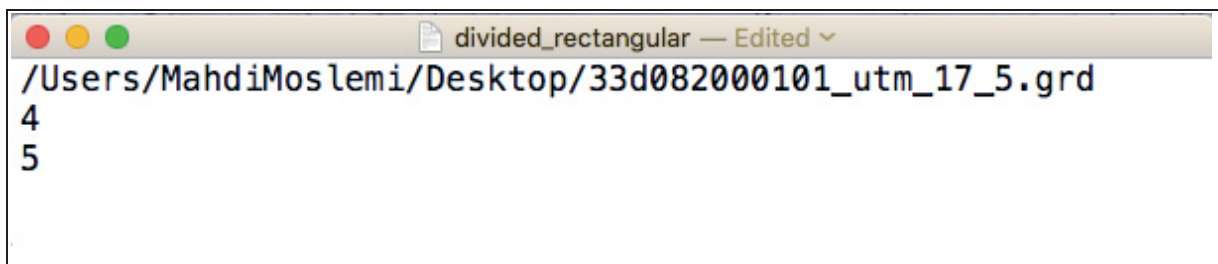 divided_rectangular — Edited
/Users/MahdiMoslemi/Desktop/33d082000101_utm_17_5.grd
4
5